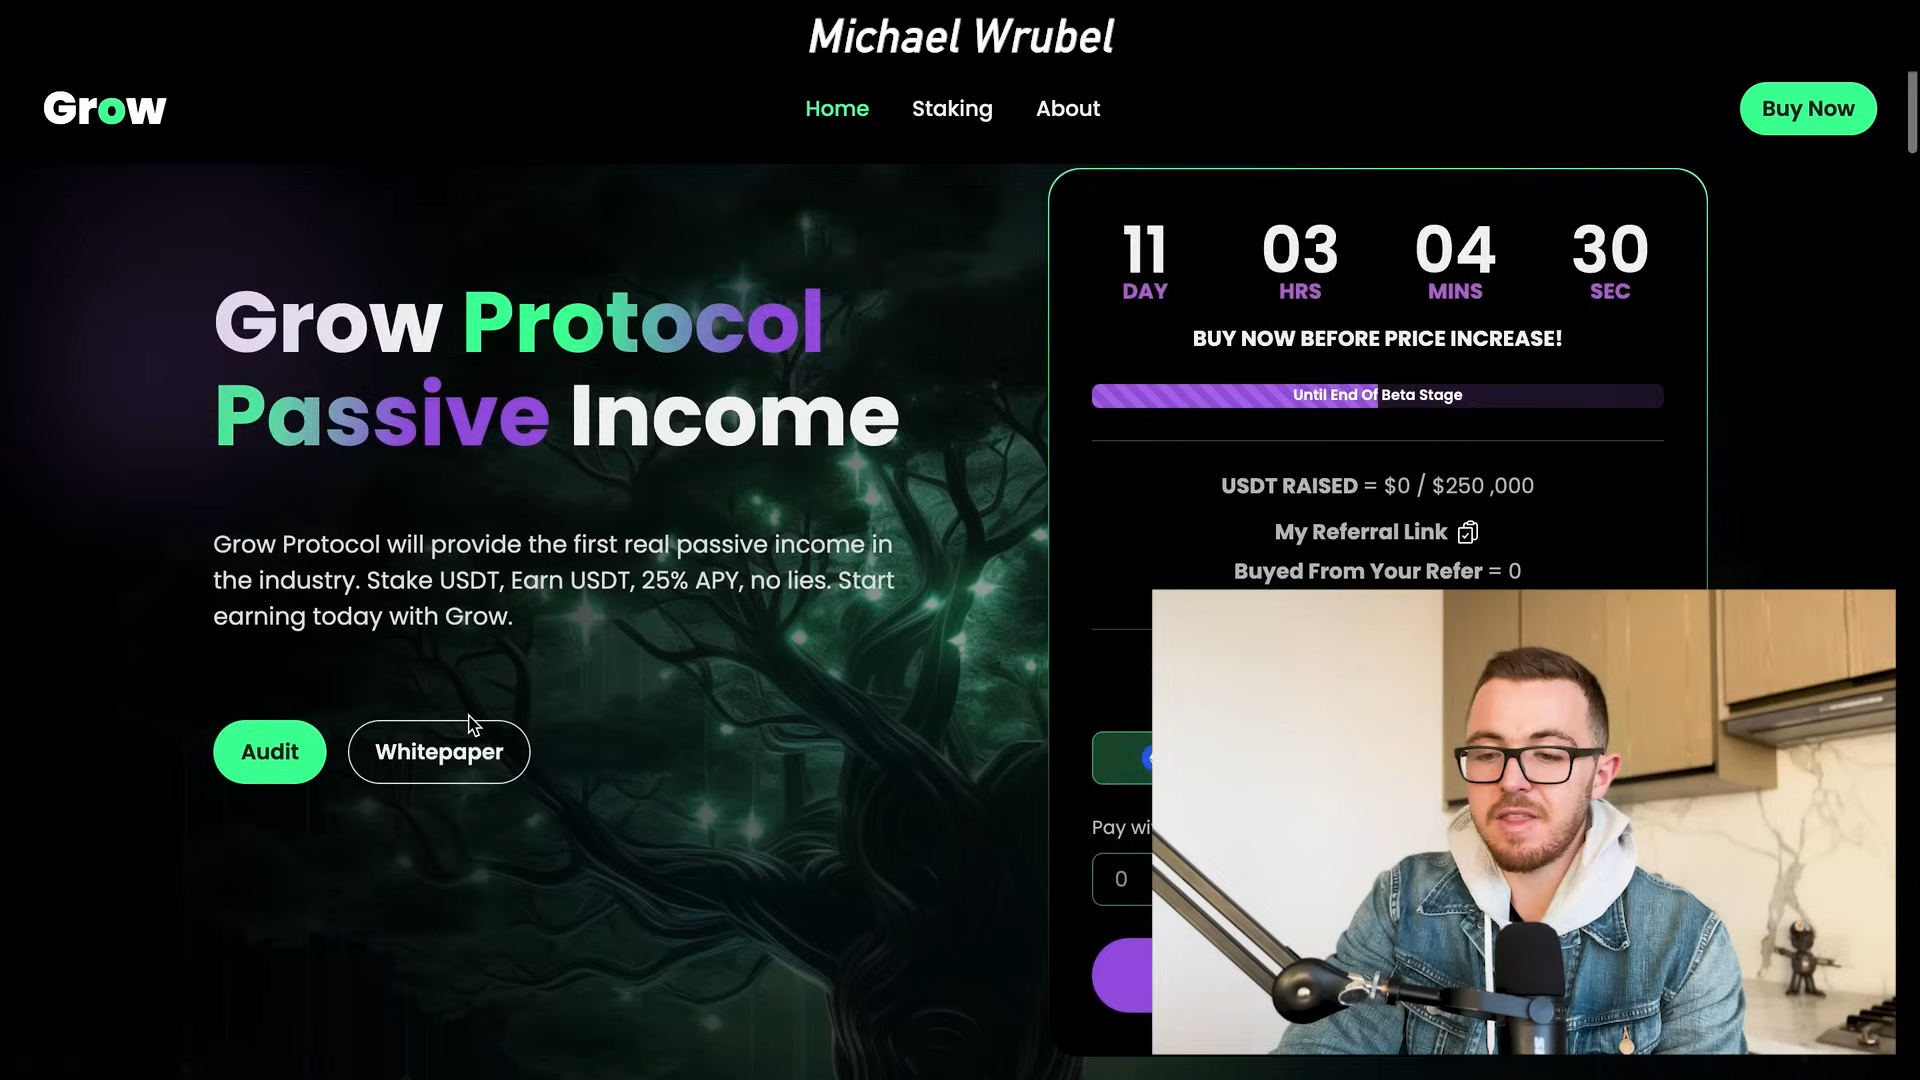 Michael Wrubel
Grow
Home Staking About
Buy Now
Grow Protocol
Passive Income
Grow Protocol will provide the first real passive income in
the industry. Stake USDT, Earn USDT, 25% APY, no lies. Start
earning today with Grow.
Audit Whitepaper
11 03 04 30
DAY HRS MINS SEC
BUY NOW BEFORE PRICE INCREASE!
Until End Of Beta Stage
USDT RAISED = $0 / $250 ,000
My Referral Link
Buyed From Your Refer = 0
Pay
0